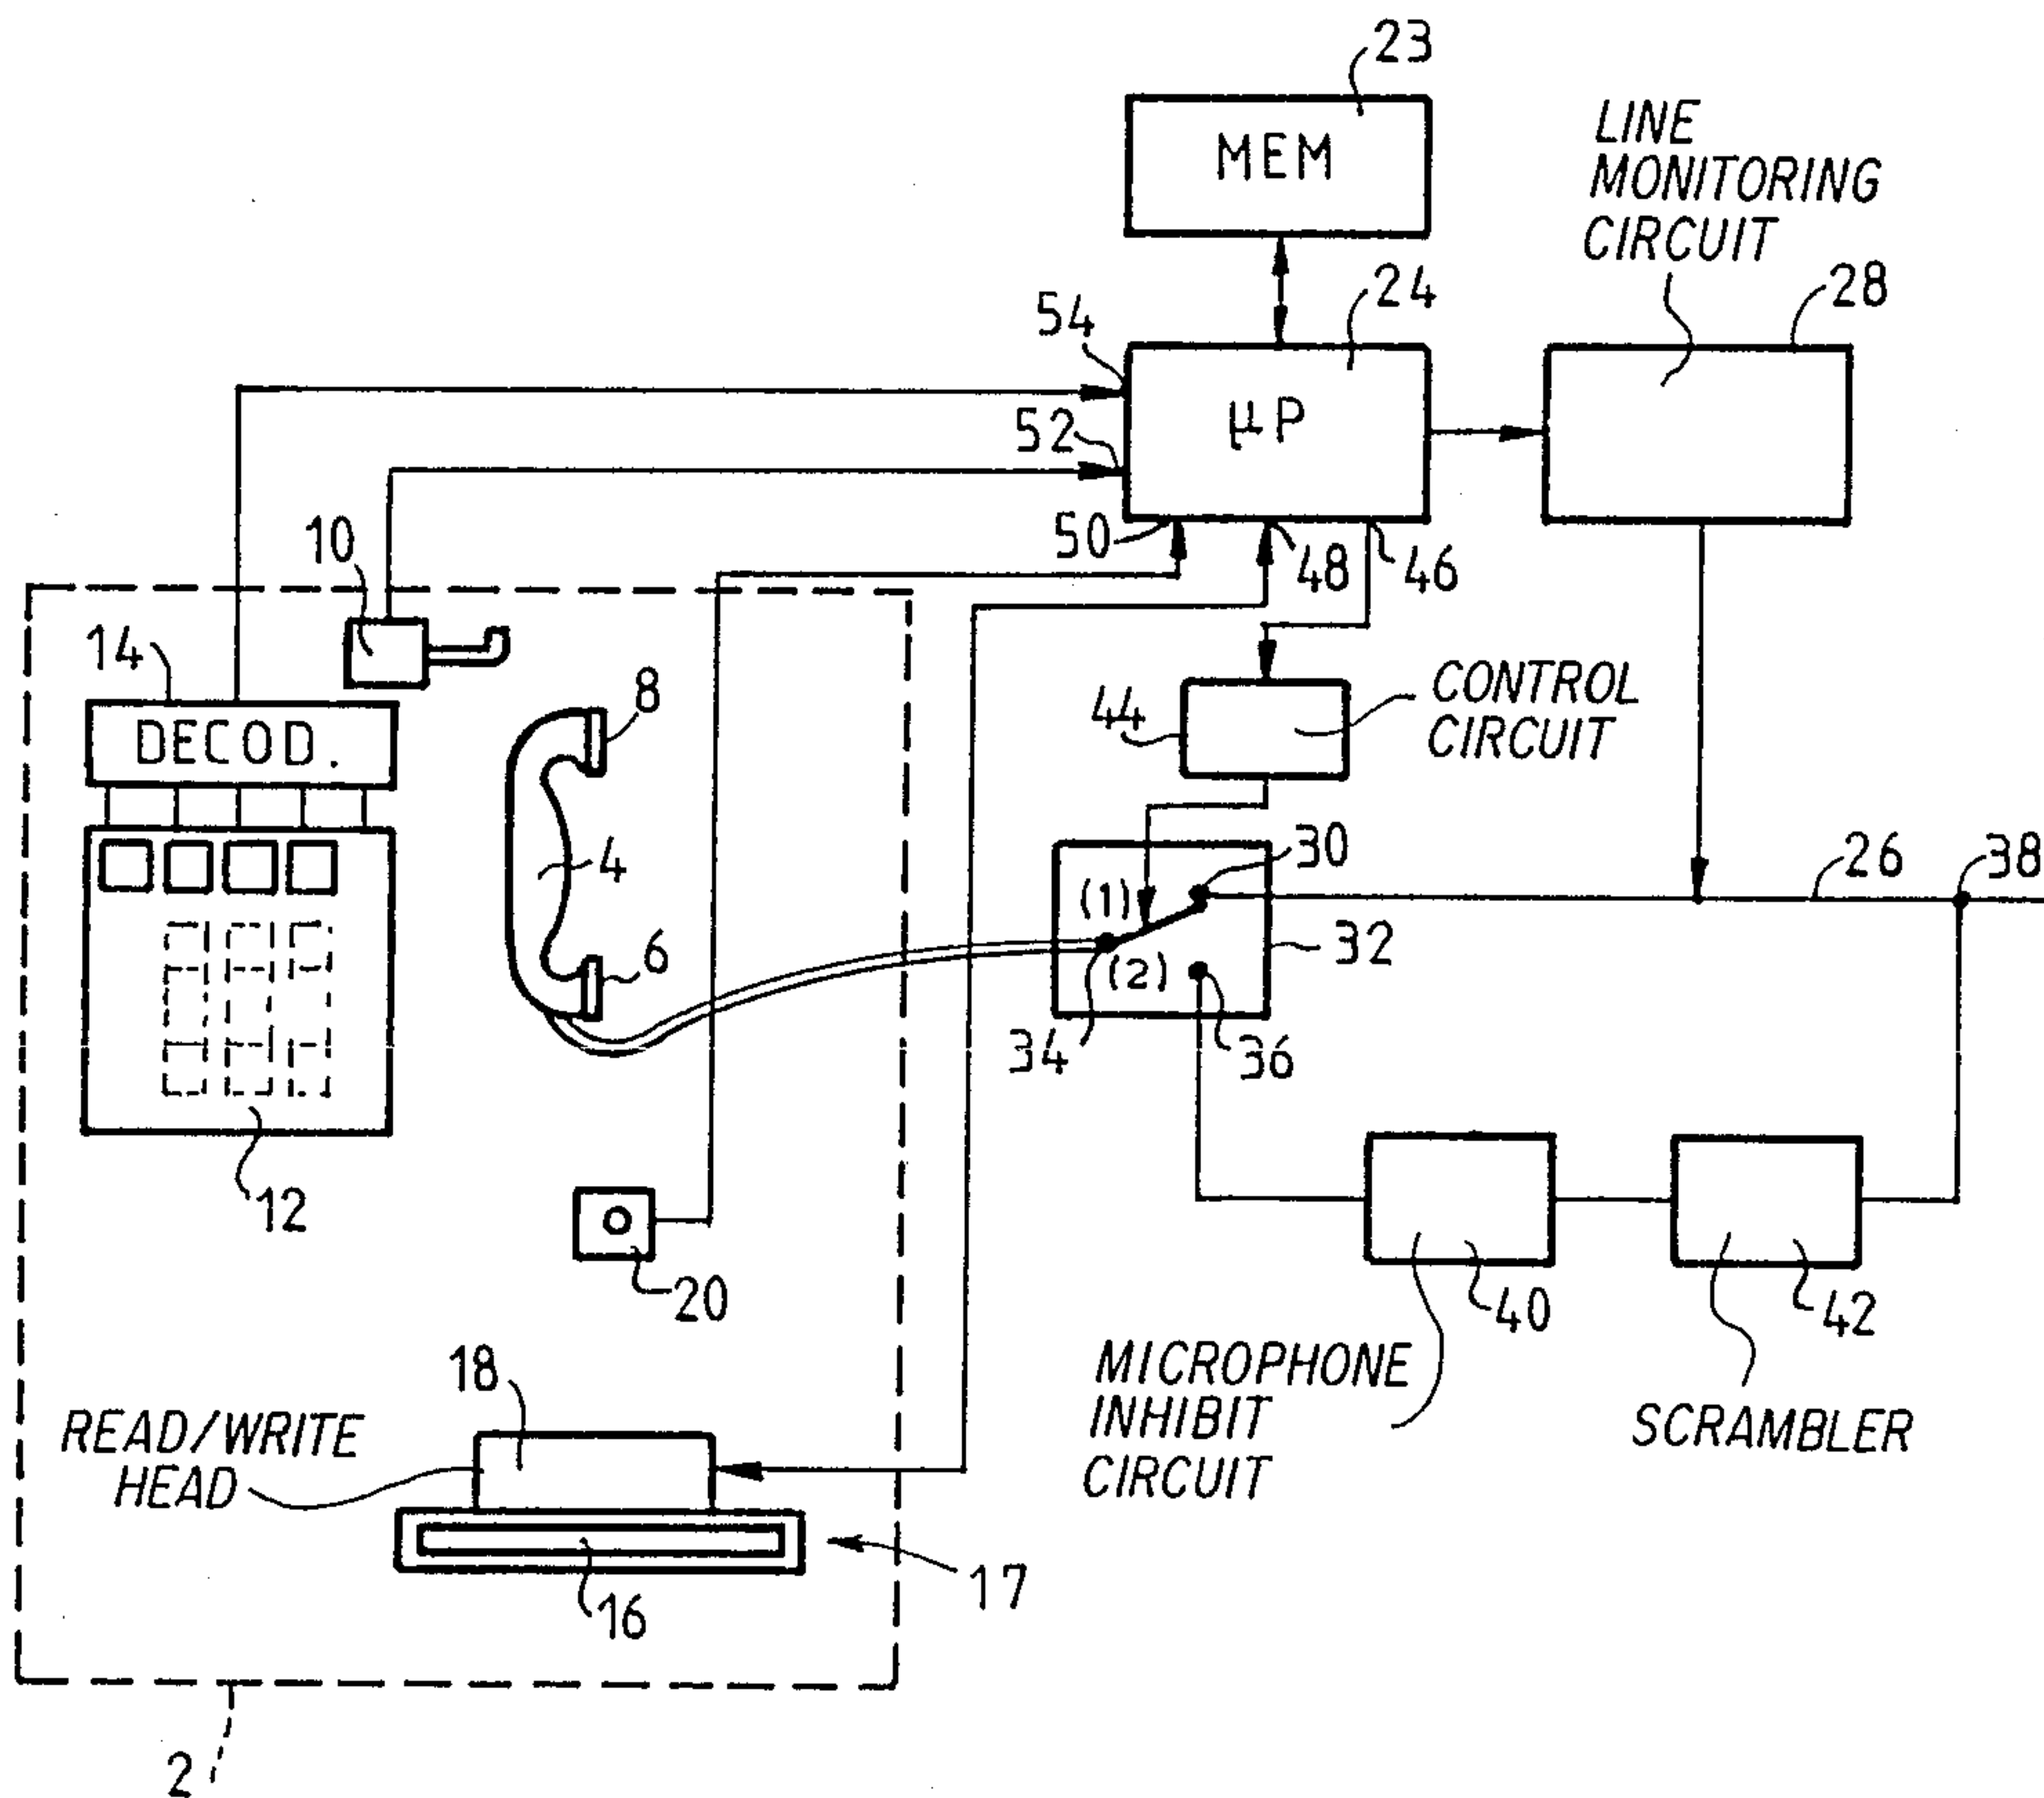 23
MEM
LINE
MONITORING
CIRCUIT
24
28
54
μP
52
10
50
48
46
14
8
CONTROL
CIRCUIT
44
DECOD.
30
4
26
38
(1)
6
32
(2)
34
36
12
20
40
42
18
MICROPHONE
INHIBIT
CIRCUIT
SCRAMBLER
READ/WRITE
HEAD
17
16
2